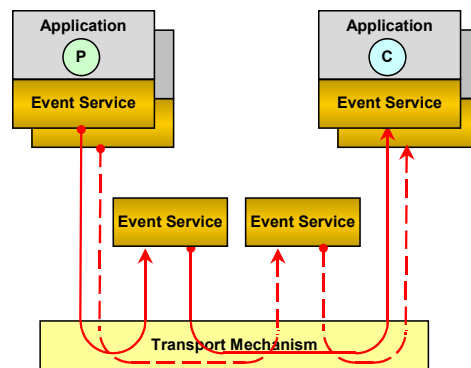 Application
P
Event Service
Application
C
Event Service
Event Service
Event Service
Transport Mechanism